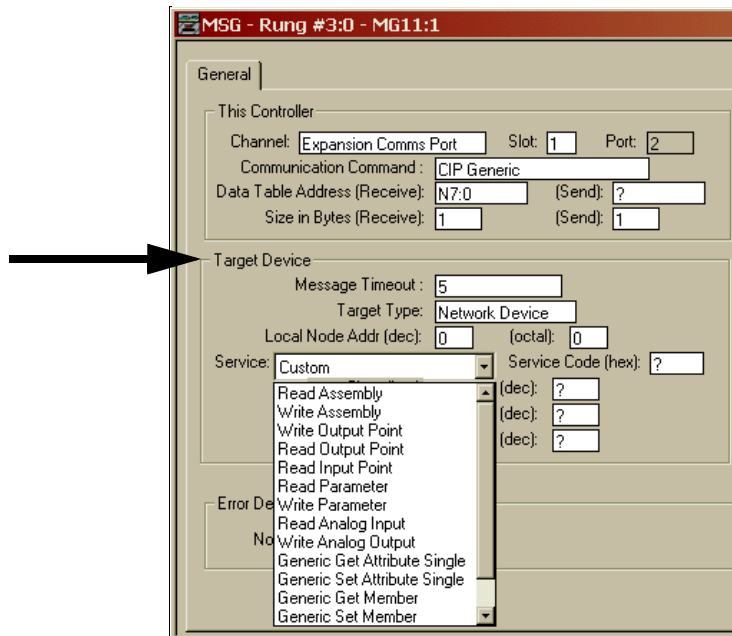 MSG - Rung #3:0 - MG11:1
General
This Controller
Channel: Expansion Comms Port Slot: 1 Port: 2
Communication Command : CIP Generic
Data Table Address (Receive): N7:0 (Send): ?
Size in Bytes (Receive): 1 (Send): 1
Target Device
Message Timeout : 5
Target Type: Network Device
Local Node Addr (dec): 0 (octal): 0
Service: Custom Service Code (hex): ?
(dec): ?
(dec): ?
(dec): ?
Read Assembly
Write Assembly
Write Output Point
Read Output Point
Read Input Point
Read Parameter
Write Parameter
Read Analog Input
Write Analog Output
Generic Get Attribute Single
Generic Set Attribute Single
Generic Get Member
Generic Set Member
Error De
No